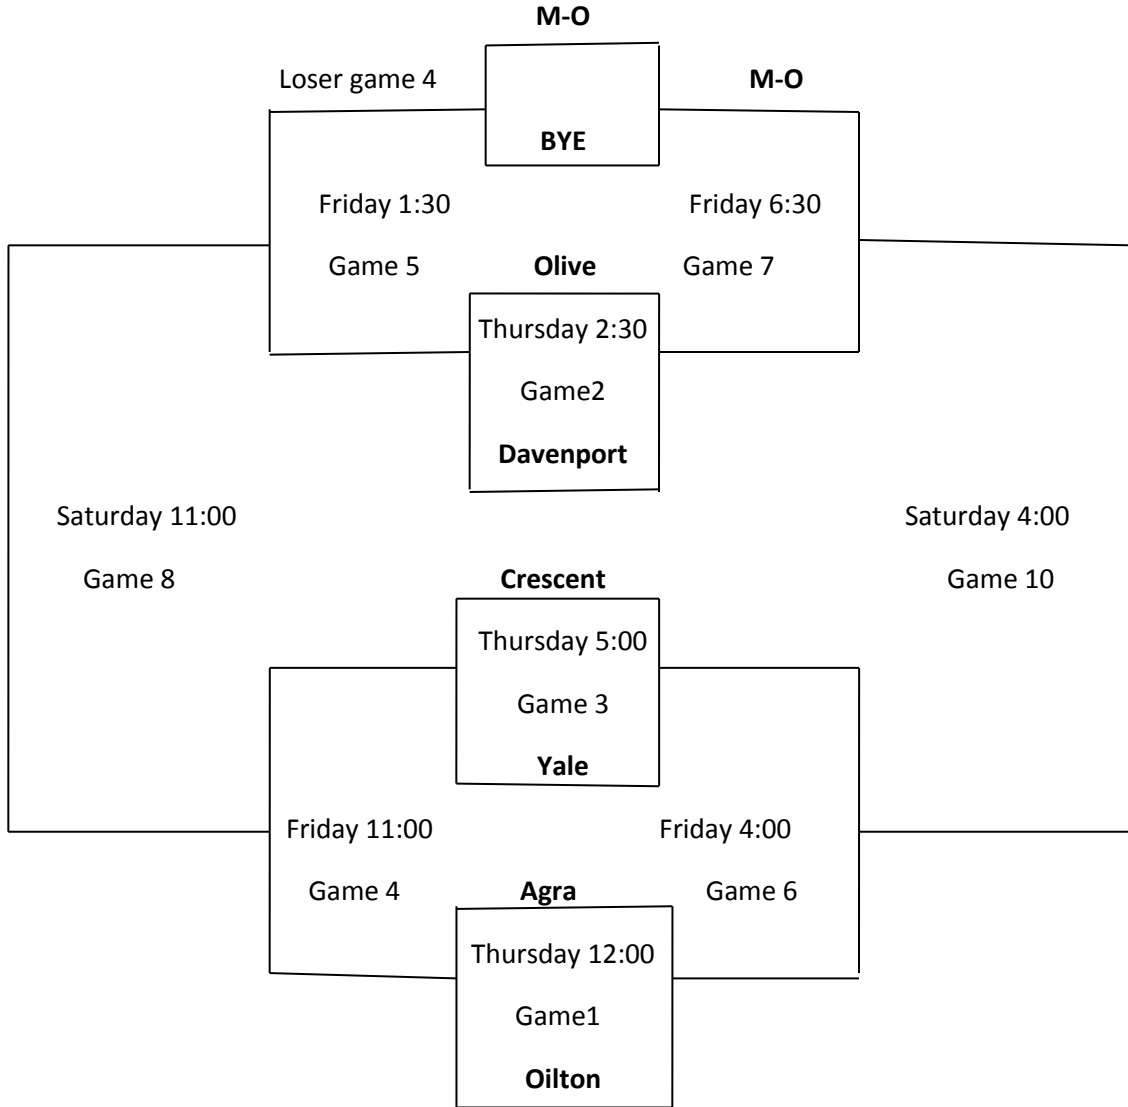 M-O
Loser game 4
M-O
BYE
Friday 1:30
Friday 6:30
Game 5
Olive
Game 7
Thursday 2:30
Game2
Davenport
Saturday 11:00
Saturday 4:00
Game 8
Crescent
Game 10
Thursday 5:00
Game 3
Yale
Friday 11:00
Friday 4:00
Game 4
Agra
Game 6
Thursday 12:00
Game1
Oilton